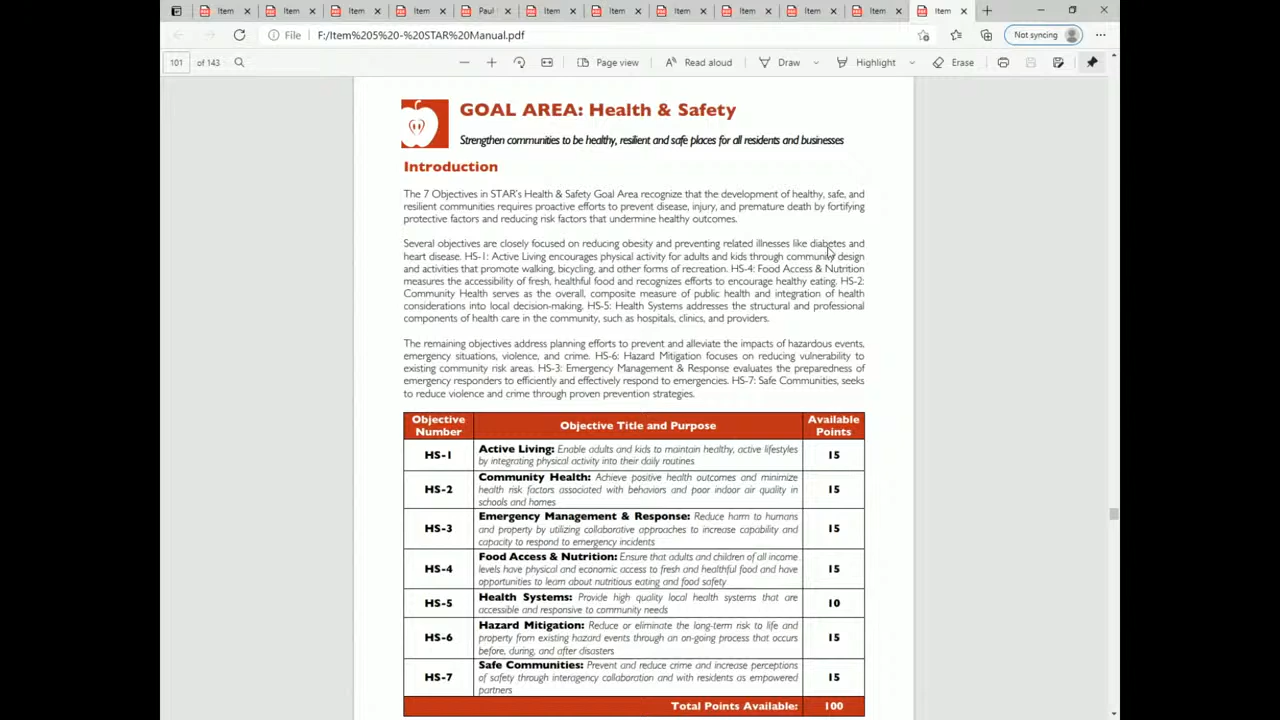 Item
Item
Item
Item
Paul
Item
Item
Item
Item
Item
Item
Item
File
F:/Item%205%20-%20STAR%20Manual.pdf
Not syncing
101 of 143
Page view
Read aloud
Draw
Highlight
Erase
GOAL AREA: Health & Safety
Strengthen communities to be healthy, resilient and safe places for all residents and businesses
Introduction
The 7 Objectives in STAR's Health & Safety Goal Area recognize that the development of healthy, safe, and
resilient communities requires proactive efforts to prevent disease, injury, and premature death by fortifying
protective factors and reducing risk factors that undermine healthy outcomes.
Several objectives are closely focused on reducing obesity and preventing related illnesses like diabetes and
heart disease. HS-1: Active Living encourages physical activity for adults and kids through community design
and activities that promote walking, bicycling, and other forms of recreation. HS-4: Food Access & Nutrition
measures the accessibility of fresh, healthful food and recognizes efforts to encourage healthy eating. HS-2:
Community Health serves as the overall, composite measure of public health and integration of health
considerations into local decision-making. HS-5: Health Systems addresses the structural and professional
components of health care in the community, such as hospitals, clinics, and providers.
The remaining objectives address planning efforts to prevent and alleviate the impacts of hazardous events,
emergency situations, violence, and crime. HS-6: Hazard Mitigation focuses on reducing vulnerability to
existing community risk areas. HS-3: Emergency Management & Response evaluates the preparedness of
emergency responders to efficiently and effectively respond to emergencies. HS-7: Safe Communities, seeks
to reduce violence and crime through proven prevention strategies.
Objective Number
Objective Title and Purpose
Available Points
HS-1
Active Living: Enable adults and kids to maintain healthy, active lifestyles
by integrating physical activity into their daily routines
15
HS-2
Community Health: Achieve positive health outcomes and minimize
health risk factors associated with behaviors and poor indoor air quality in
schools and homes
15
HS-3
Emergency Management & Response: Reduce harm to humans
and property by utilizing collaborative approaches to increase capability and
capacity to respond to emergency incidents
15
HS-4
Food Access & Nutrition: Ensure that adults and children of all income
levels have physical and economic access to fresh and healthful food and have
opportunities to learn about nutritious eating and food safety
15
HS-5
Health Systems: Provide high quality local health systems that are
accessible and responsive to community needs
10
HS-6
Hazard Mitigation: Reduce or eliminate the long-term risk to life and
property from existing hazard events through an on-going process that occurs
before, during, and after disasters
15
HS-7
Safe Communities: Prevent and reduce crime and increase perceptions
of safety through interagency collaboration and with residents as empowered
partners
15
Total Points Available: 100